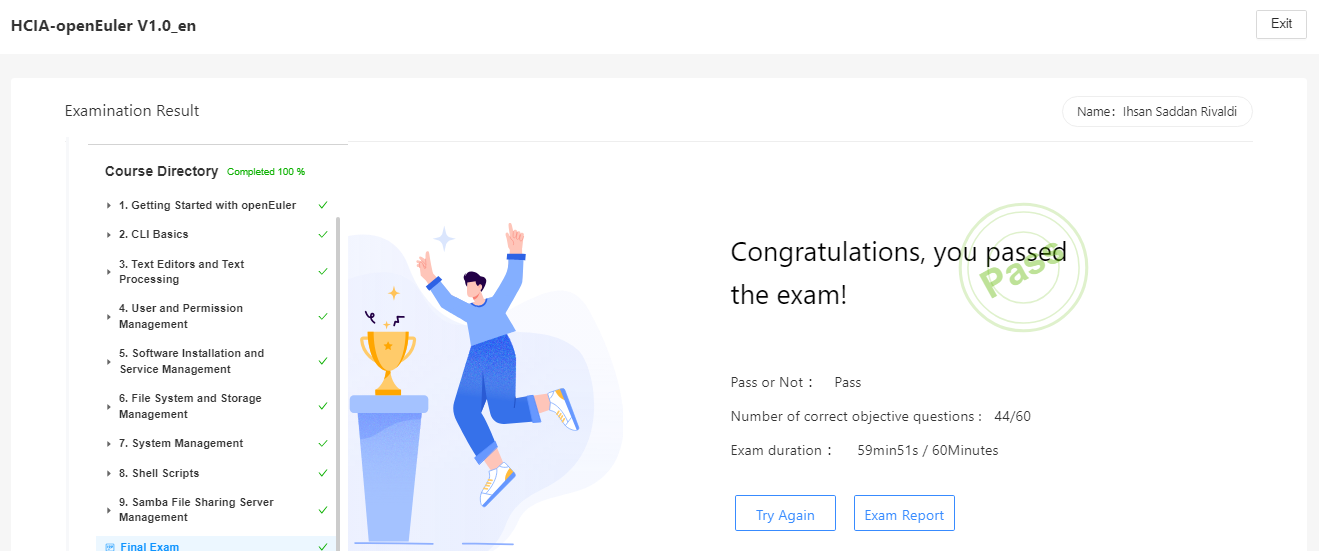 HCIA-openEuler V1.0_en
Exit
Examination Result
Name: Ihsan Saddan Rivaldi
Course Directory Completed 100 %
1. Getting Started with openEuler
2. CLI Basics
3. Text Editors and Text
Processing
4. User and Permission
Management
5. Software Installation and
Service Management
6. File System and Storage
Management
7. System Management
8. Shell Scripts
9. Samba File Sharing Server
Management
Final Exam
Congratulations, you passed
the exam!
Pass
Pass or Not : Pass
Number of correct objective questions : 44/60
Exam duration : 59min51s / 60Minutes
Try Again
Exam Report